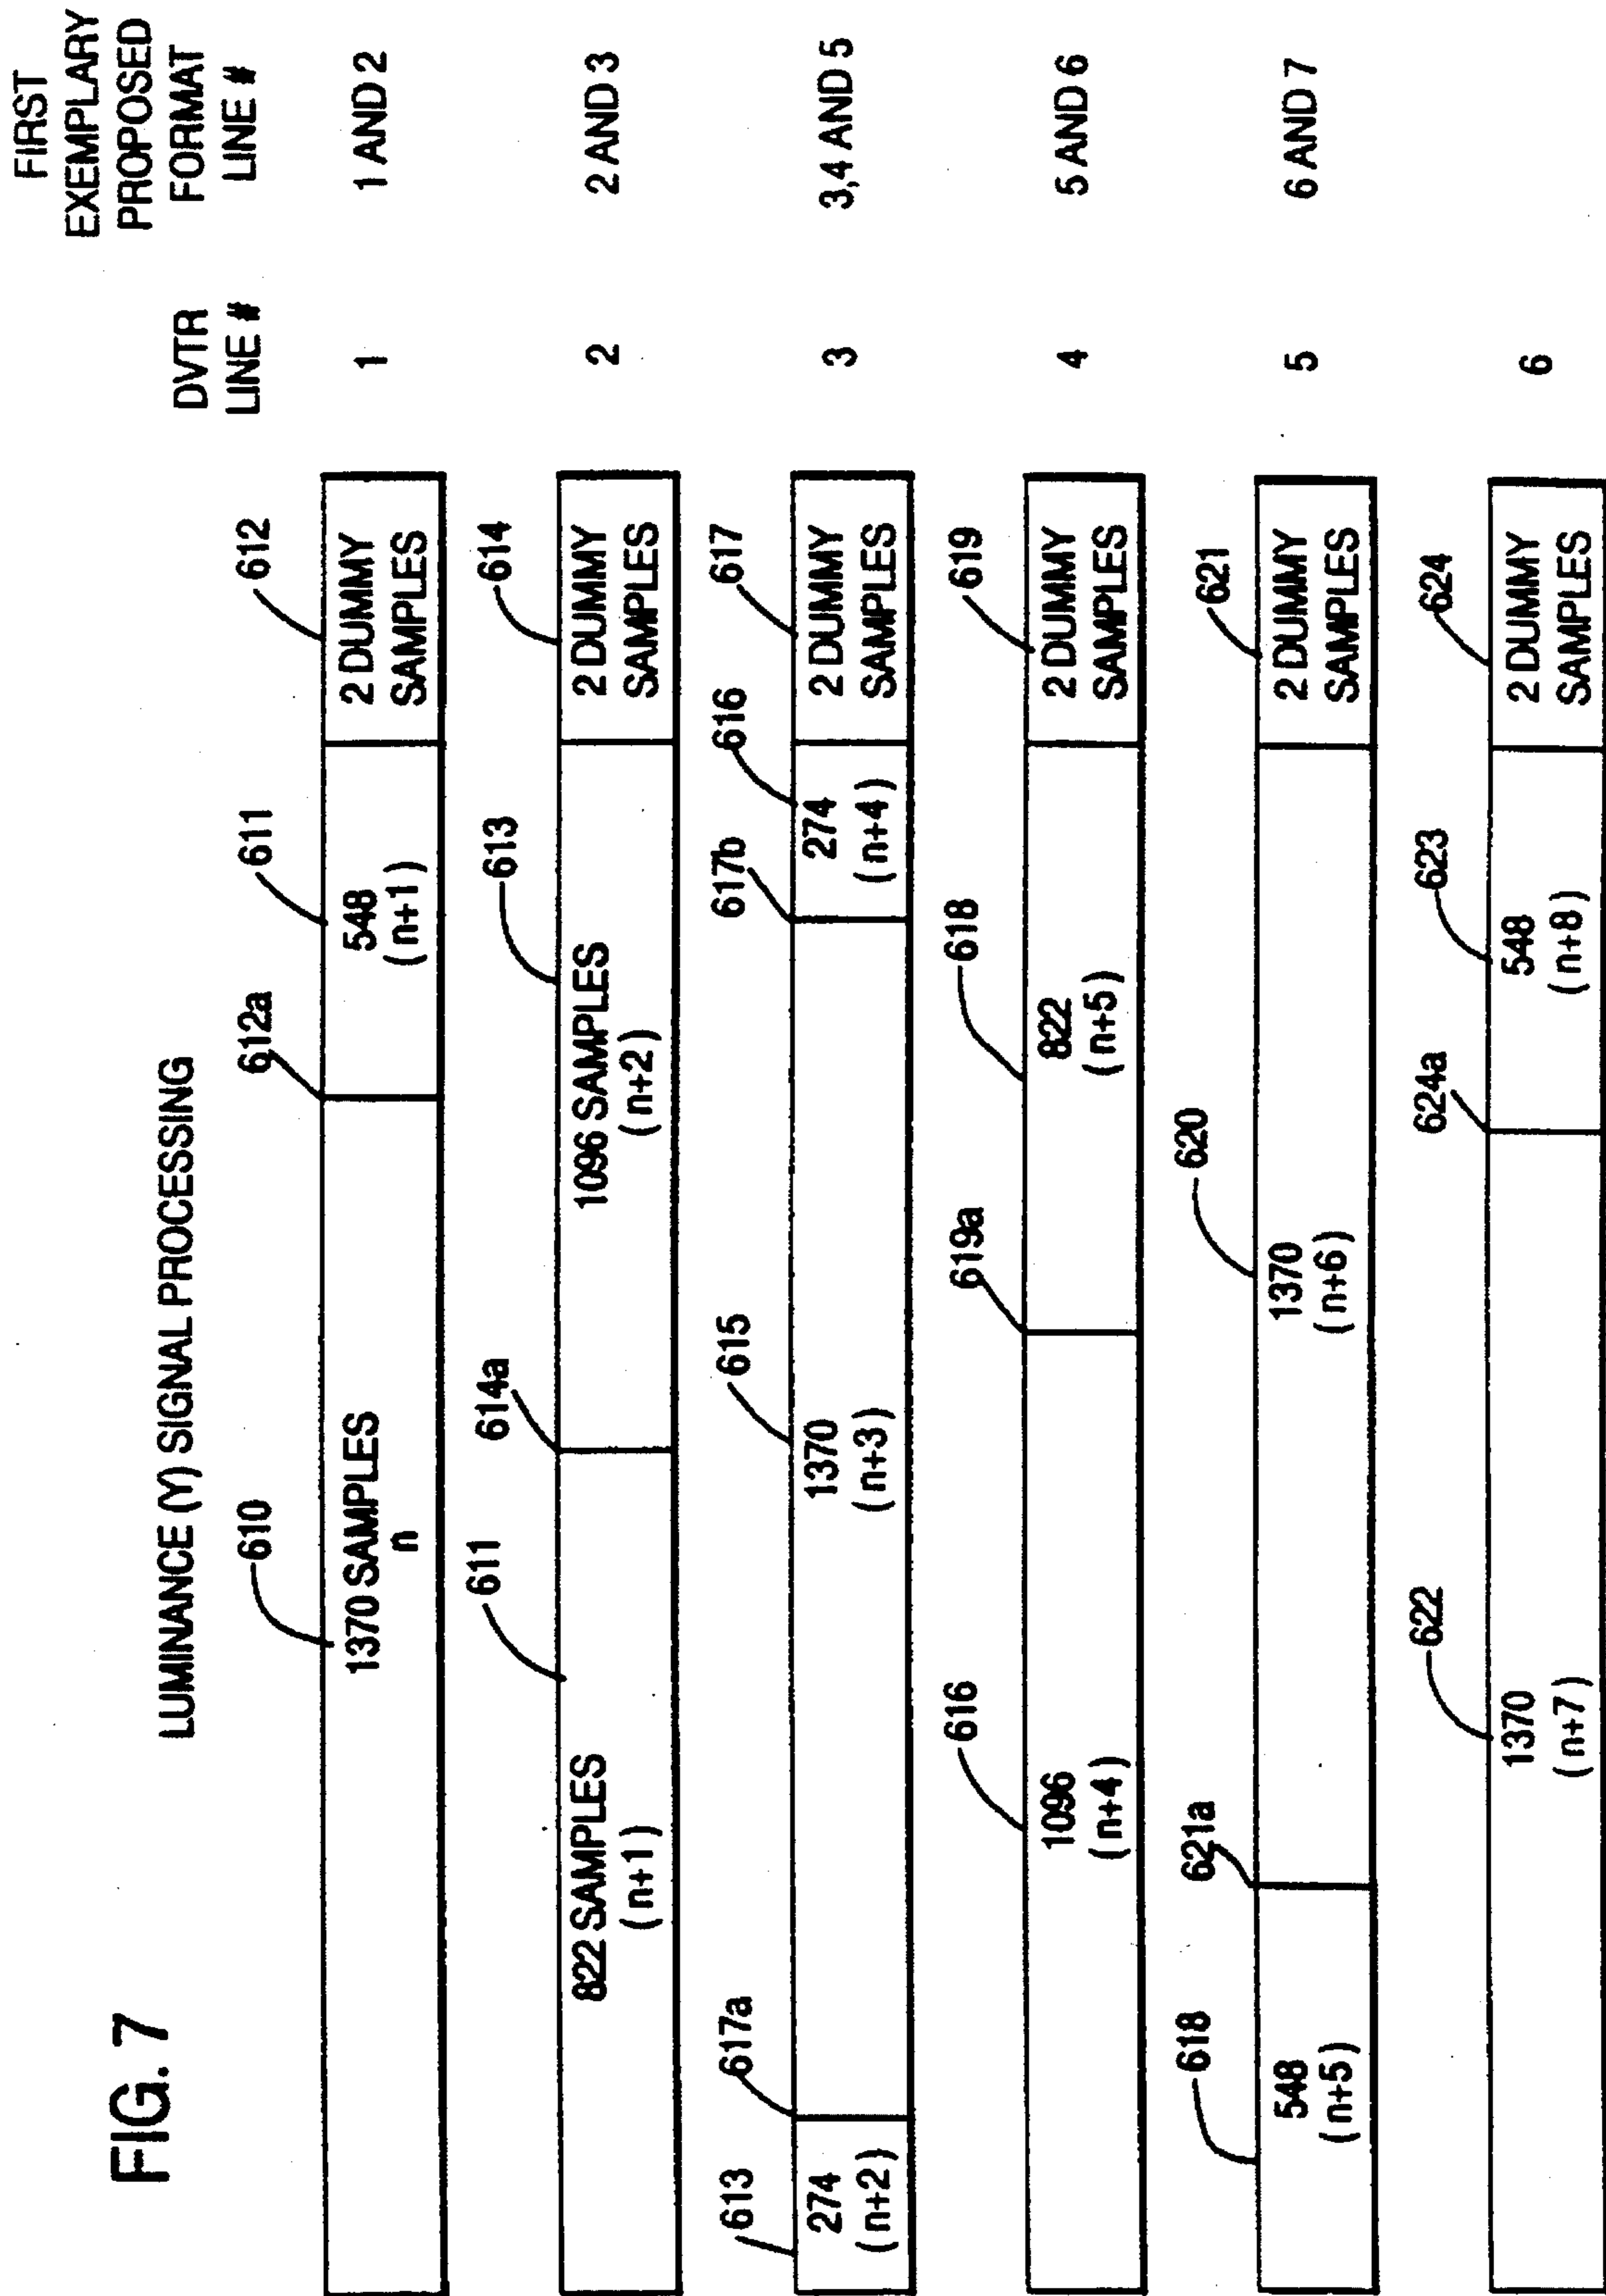 FIG. 7
LUMINANCE (Y) SIGNAL PROCESSING
DVTR
LINE #
FIRST
EXEMPLARY
PROPOSED
FORMAT
LINE #
610
612a
611
612
1370 SAMPLES
n
548
(n+1)
2 DUMMY
SAMPLES
1
1 AND 2
611
614a
613
614
822 SAMPLES
(n+1)
1096 SAMPLES
(n+2)
2 DUMMY
SAMPLES
2
2 AND 3
613
617a
615
617b
616
617
274
(n+2)
1370
(n+3)
274
(n+4)
2 DUMMY
SAMPLES
3
3,4 AND 5
616
619a
618
619
1096
(n+4)
822
(n+5)
2 DUMMY
SAMPLES
4
5 AND 6
618
621a
620
621
548
(n+5)
1370
(n+6)
2 DUMMY
SAMPLES
5
6 AND 7
622
624a
623
624
1370
(n+7)
548
(n+8)
2 DUMMY
SAMPLES
6